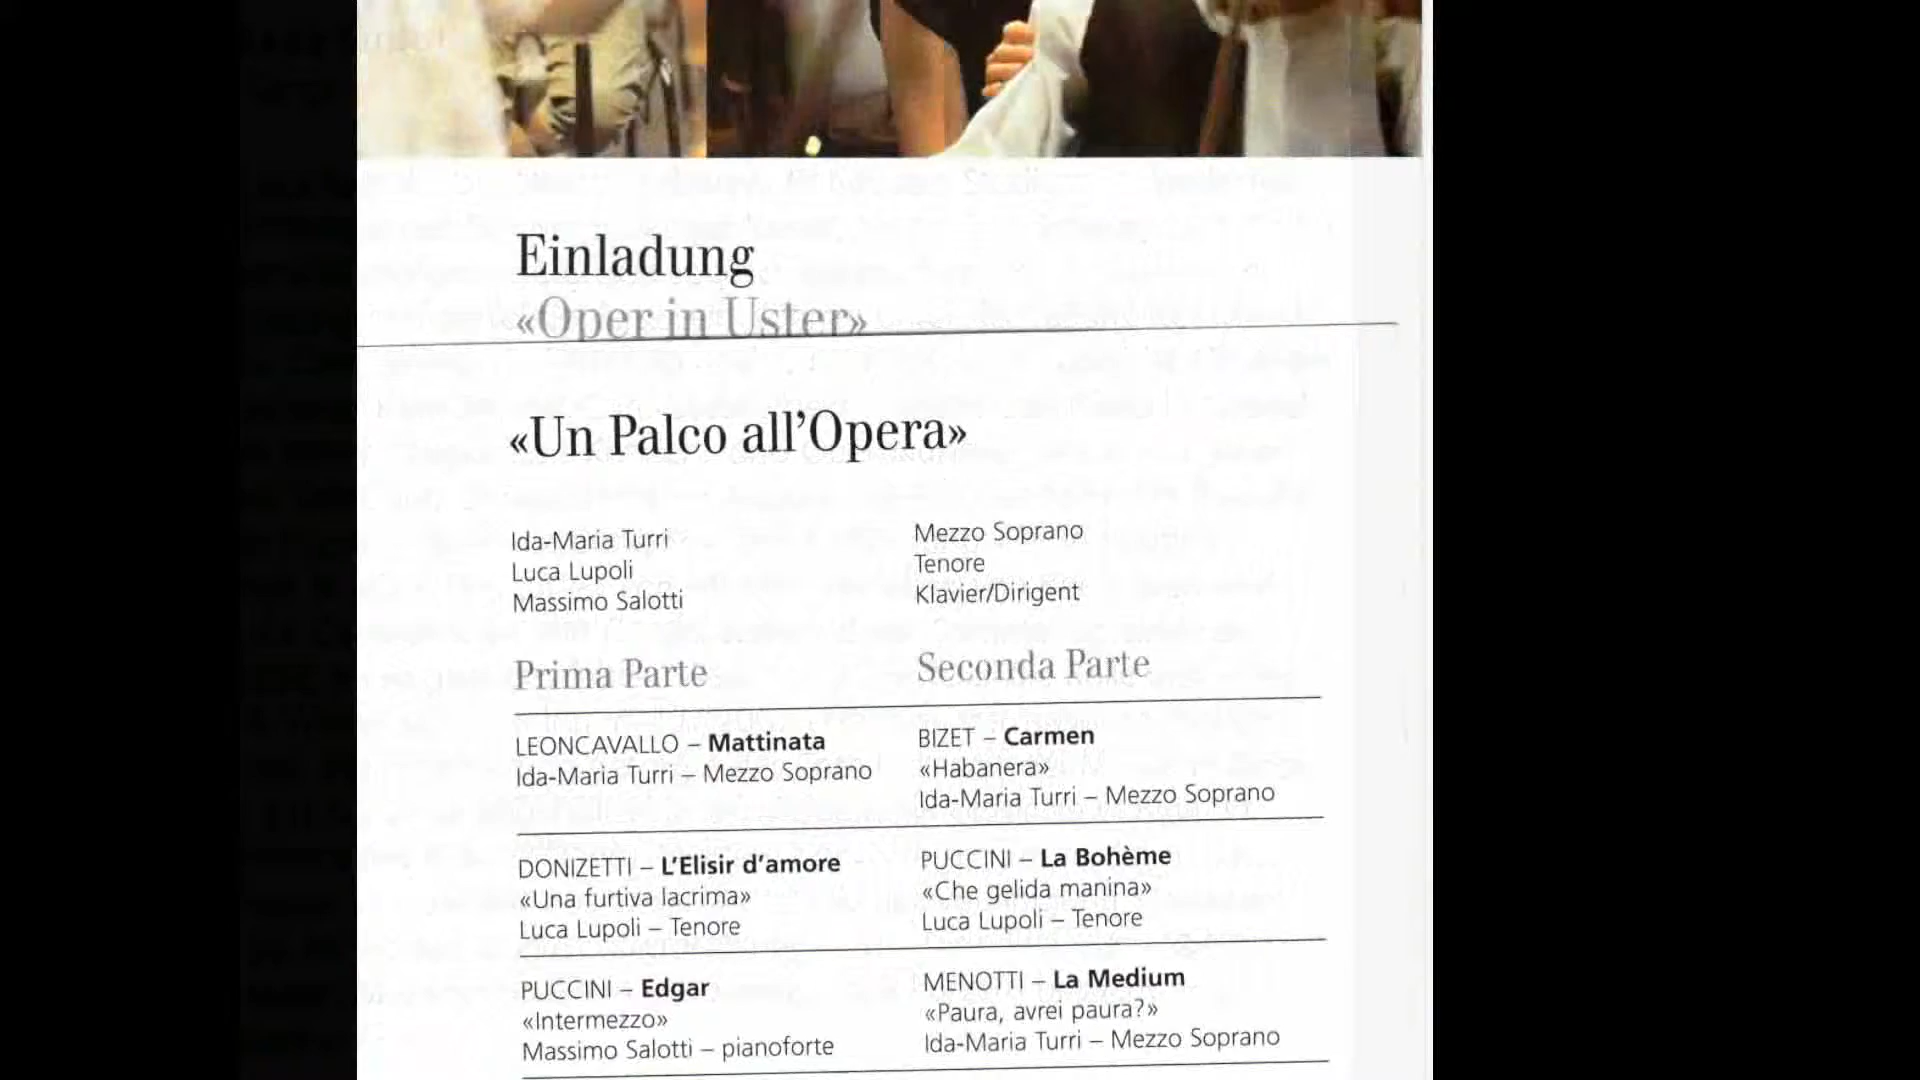 Einladung
«Oper in Uster»
«Un Palco all'Opera»
Ida-Maria Turri Mezzo Soprano
Luca Lupoli Tenore
Massimo Salotti Klavier/Dirigent
Prima Parte
LEONCAVALLO – Mattinata
Ida-Maria Turri – Mezzo Soprano
DONIZETTI – L'Elisir d'amore
«Una furtiva lacrima»
Luca Lupoli – Tenore
PUCCINI – Edgar
«Intermezzo»
Massimo Salotti – pianoforte
Seconda Parte
BIZET – Carmen
«Habanera»
Ida-Maria Turri – Mezzo Soprano
PUCCINI – La Bohème
«Che gelida manina»
Luca Lupoli – Tenore
MENOTTI – La Medium
«Paura, avrei paura?»
Ida-Maria Turri – Mezzo Soprano